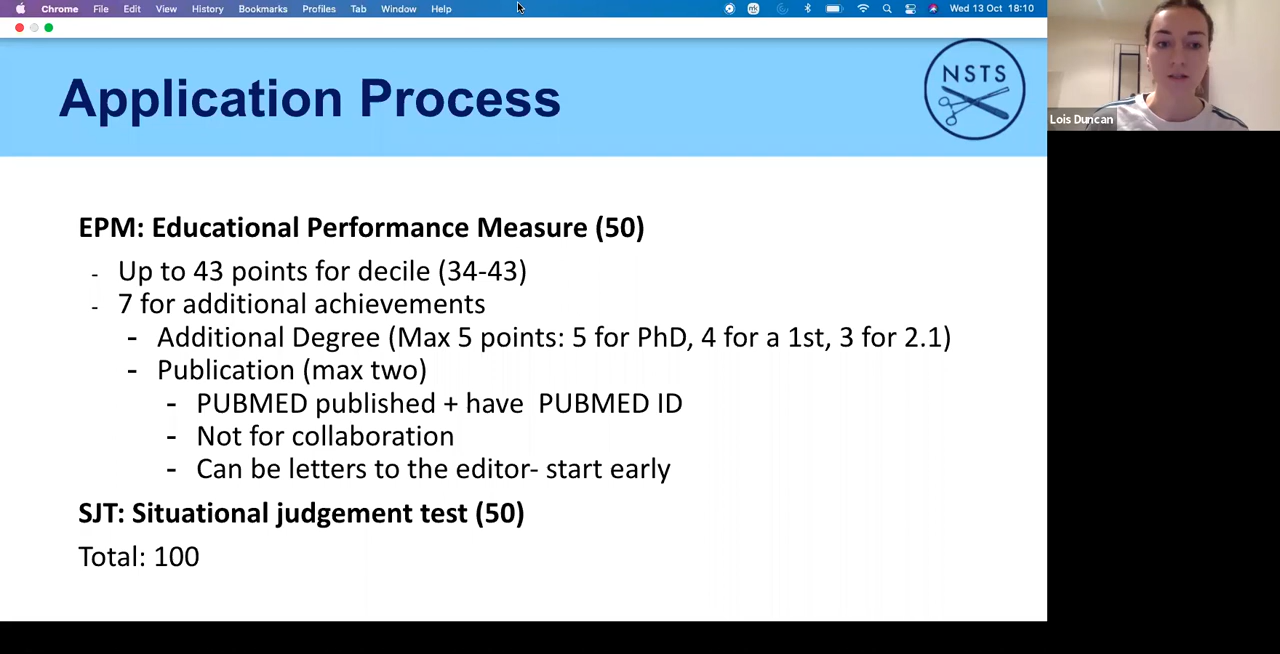 Chrome File Edit View History Bookmarks Profiles Tab Window Help Wed 13 Oct 18:10
Application Process
NSTS
Lois Duncan
EPM: Educational Performance Measure (50)
- Up to 43 points for decile (34-43)
- 7 for additional achievements
- Additional Degree (Max 5 points: 5 for PhD, 4 for a 1st, 3 for 2.1)
- Publication (max two)
- PUBMED published + have PUBMED ID
- Not for collaboration
- Can be letters to the editor- start early
SJT: Situational judgement test (50)
Total: 100